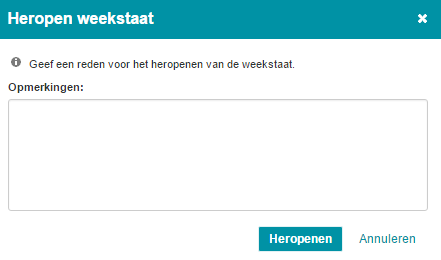 Heropen weekstaat
Geef een reden voor het heropenen van de weekstaat.
Opmerkingen:
Heropenen Annuleren